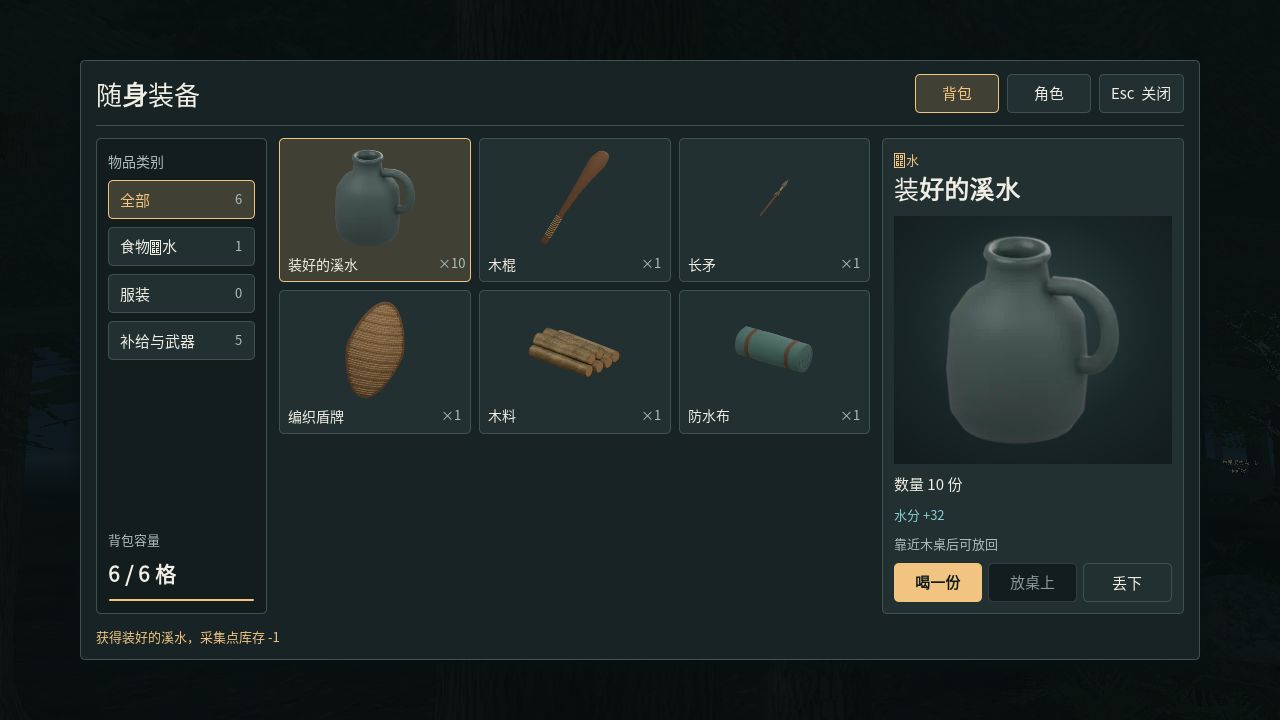 随身装备
背包
角色
Esc 关闭
物品类别
全部 6
食物水 1
服装 0
补给与武器 5
背包容量
6 / 6 格
装好的溪水 ×10
木棍 ×1
长矛 ×1
编织盾牌 ×1
木料 ×1
防水布 ×1
水
装好的溪水
数量 10 份
水分 +32
靠近木桌后可放回
喝一份
放桌上
丢下
获得装好的溪水，采集点库存 -1